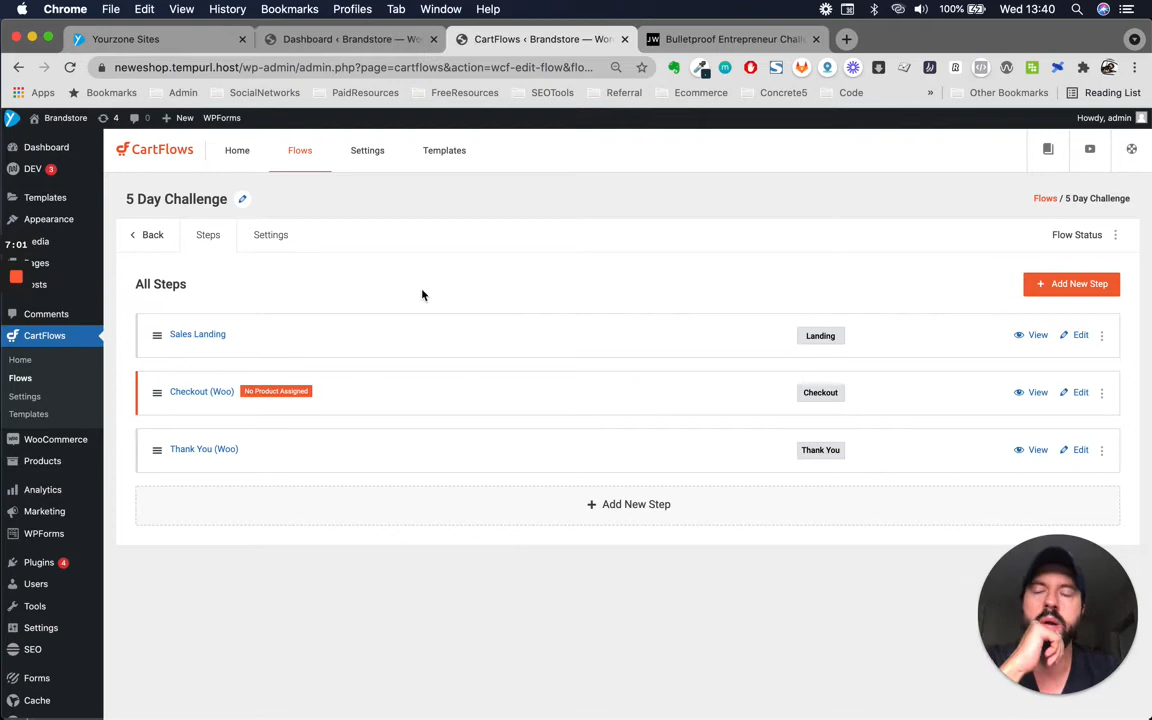 Chrome File Edit View History Bookmarks Profiles Tab Window Help 100% Wed 13:40
Yourzone Sites Dashboard ‹ Brandstore — Wo CartFlows ‹ Brandstore — Wor JW Bulletproof Entrepreneur Chall
neweshop.tempurl.host/wp-admin/admin.php?page=cartflows&action=wcf-edit-flow&flo...
Apps Bookmarks Admin SocialNetworks PaidResources FreeResources SEOTools Referral Ecommerce Concrete5 Code » Other Bookmarks Reading List
Brandstore 4 0 New WPForms Howdy, admin
CartFlows Home Flows Settings Templates
Dashboard
DEV 3
Templates
Appearance
7:01 edia
ages
osts
Comments
CartFlows
Home
Flows
Settings
Templates
WooCommerce
Products
Analytics
Marketing
WPForms
Plugins 4
Users
Tools
Settings
SEO
Forms
Cache
5 Day Challenge Flows / 5 Day Challenge
Back Steps Settings Flow Status
All Steps + Add New Step
Sales Landing Landing View Edit
Checkout (Woo) No Product Assigned Checkout View Edit
Thank You (Woo) Thank You View Edit
+ Add New Step